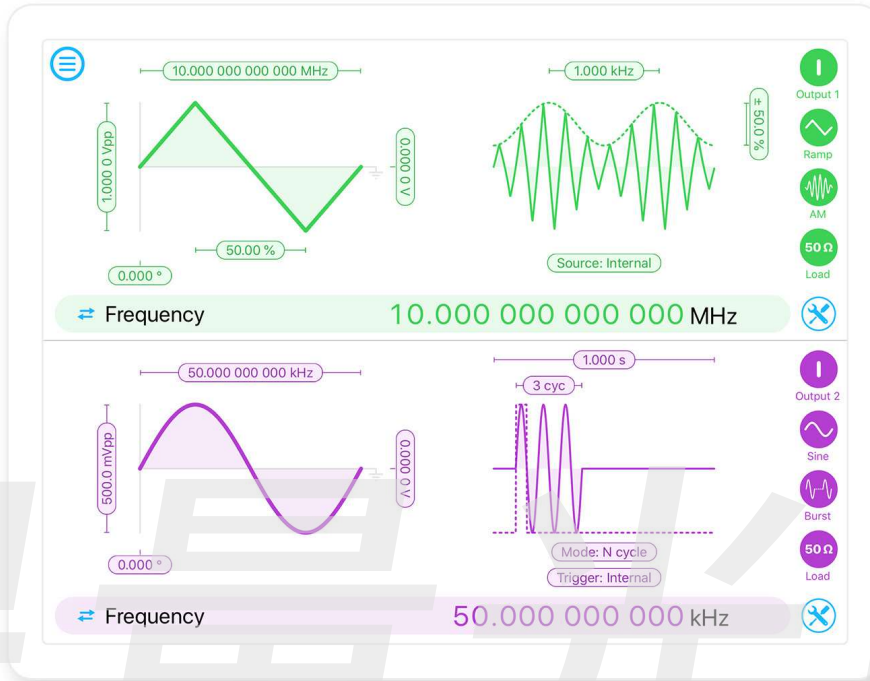 10.000 000 000 000 MHz
1.000 kHz
Output 1
1.000 0 Vpp
0.000 0 V
± 50.0 %
Ramp
AM
50.00 %
50 Ω
Source: Internal
Load
0.000 °
Frequency 10.000 000 000 000 MHz
1.000 s
50.000 000 000 kHz
3 cyc
Output 2
500.0 mVpp
0.000 0 V
Sine
Burst
Mode: N cycle
50 Ω
0.000 °
Trigger: Internal
Load
Frequency 50.000 000 000 kHz